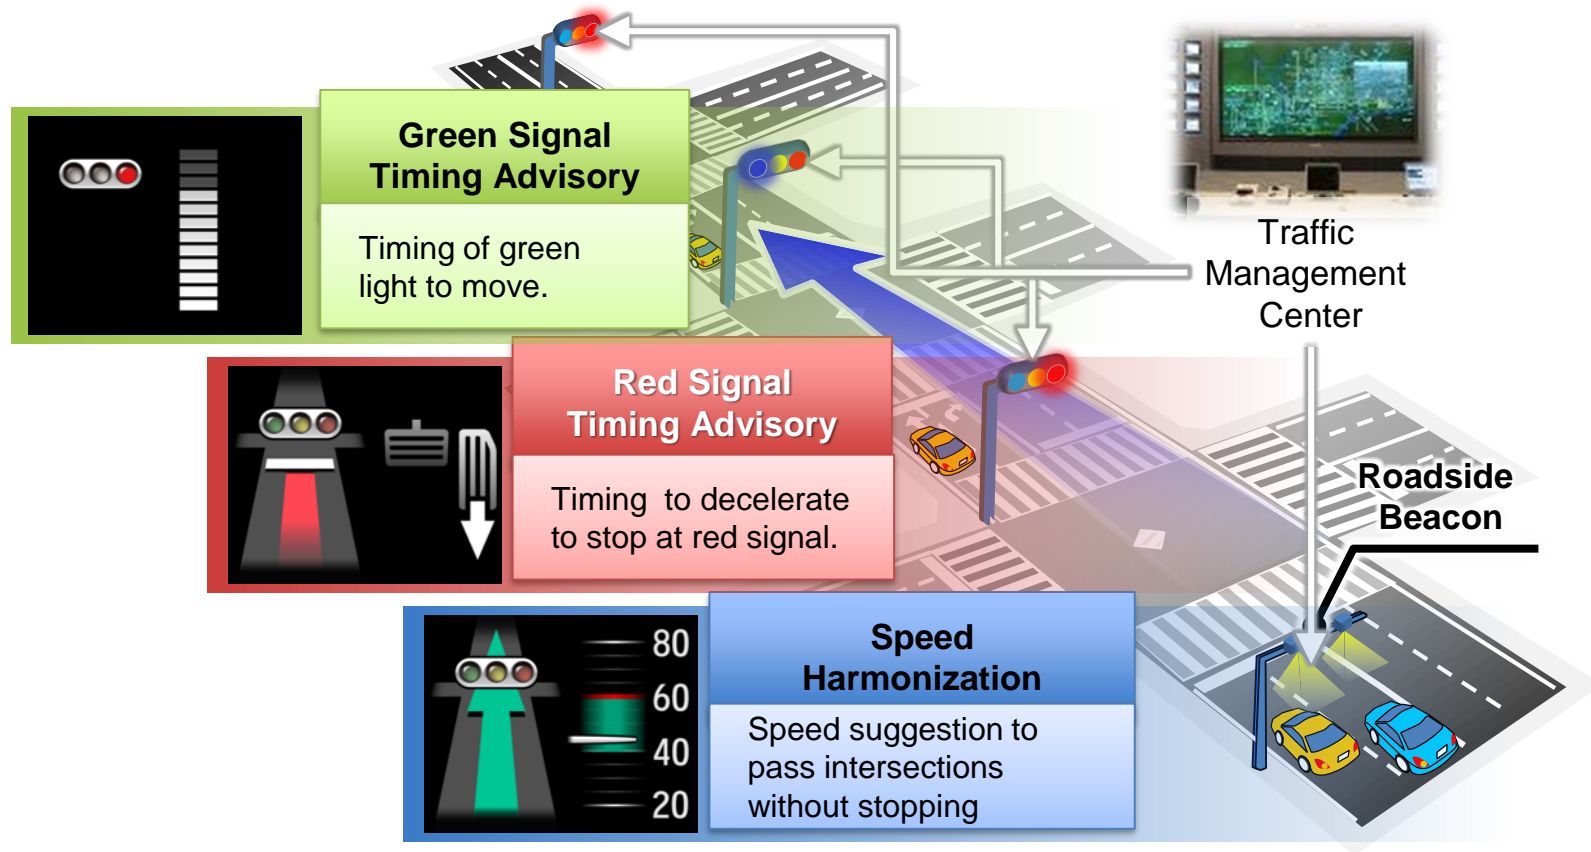 Green Signal
Timing Advisory
Timing of green
light to move.
Traffic
Management
Center
Red Signal
Timing Advisory
Timing  to decelerate
to stop at red signal.
Roadside
Beacon
Speed
Harmonization
Speed suggestion to
pass intersections
without stopping
80
60
40
20